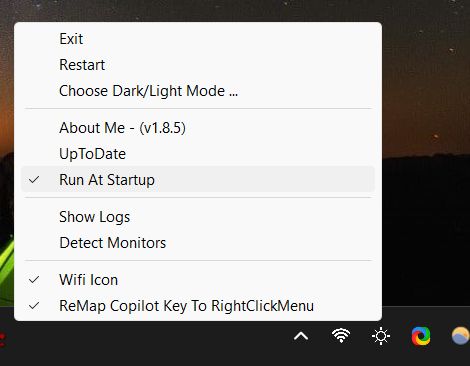 Exit
Restart
Choose Dark/Light Mode ...
About Me - (v1.8.5)
UpToDate
Run At Startup
Show Logs
Detect Monitors
Wifi Icon
ReMap Copilot Key To RightClickMenu